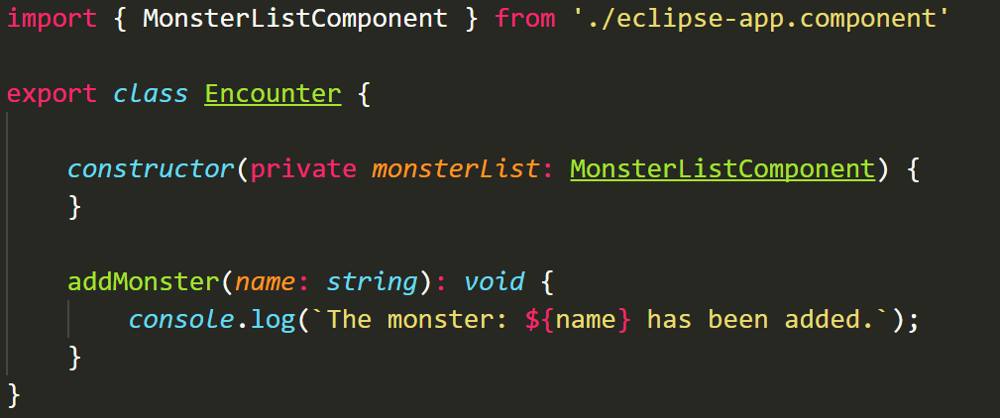 import { MonsterListComponent } from './eclipse-app.component'
export class Encounter {
constructor(private monsterList: MonsterListComponent) {
}
addMonster(name: string): void {
console.log(`The monster: ${name} has been added.`);
}
}